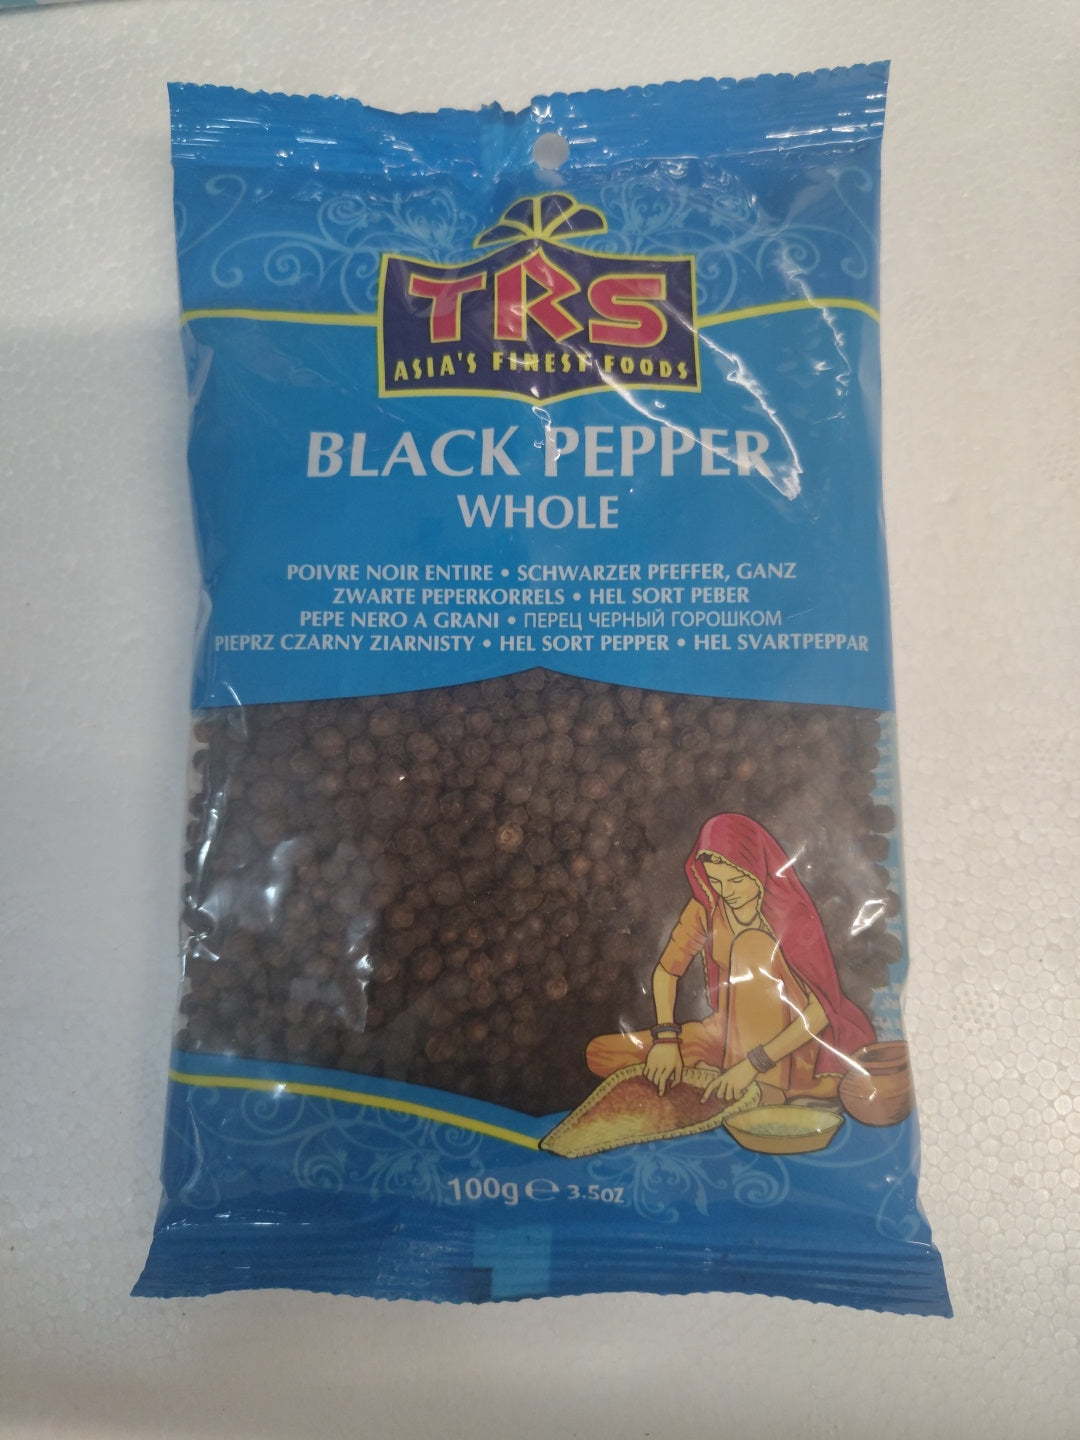 TRS
ASIA'S FINEST FOODS
BLACK PEPPER
WHOLE
POIVRE NOIR ENTIRE • SCHWARZER PFEFFER, GANZ
ZWARTE PEPERKORRELS • HEL SORT PEBER
PEPE NERO A GRANI • ПЕРЕЦ ЧЕРНЫЙ ГОРОШКОМ
PIEPRZ CZARNY ZIARNISTY • HEL SORT PEPPER • HEL SVARTPEPPAR
100g ℮ 3.5oz